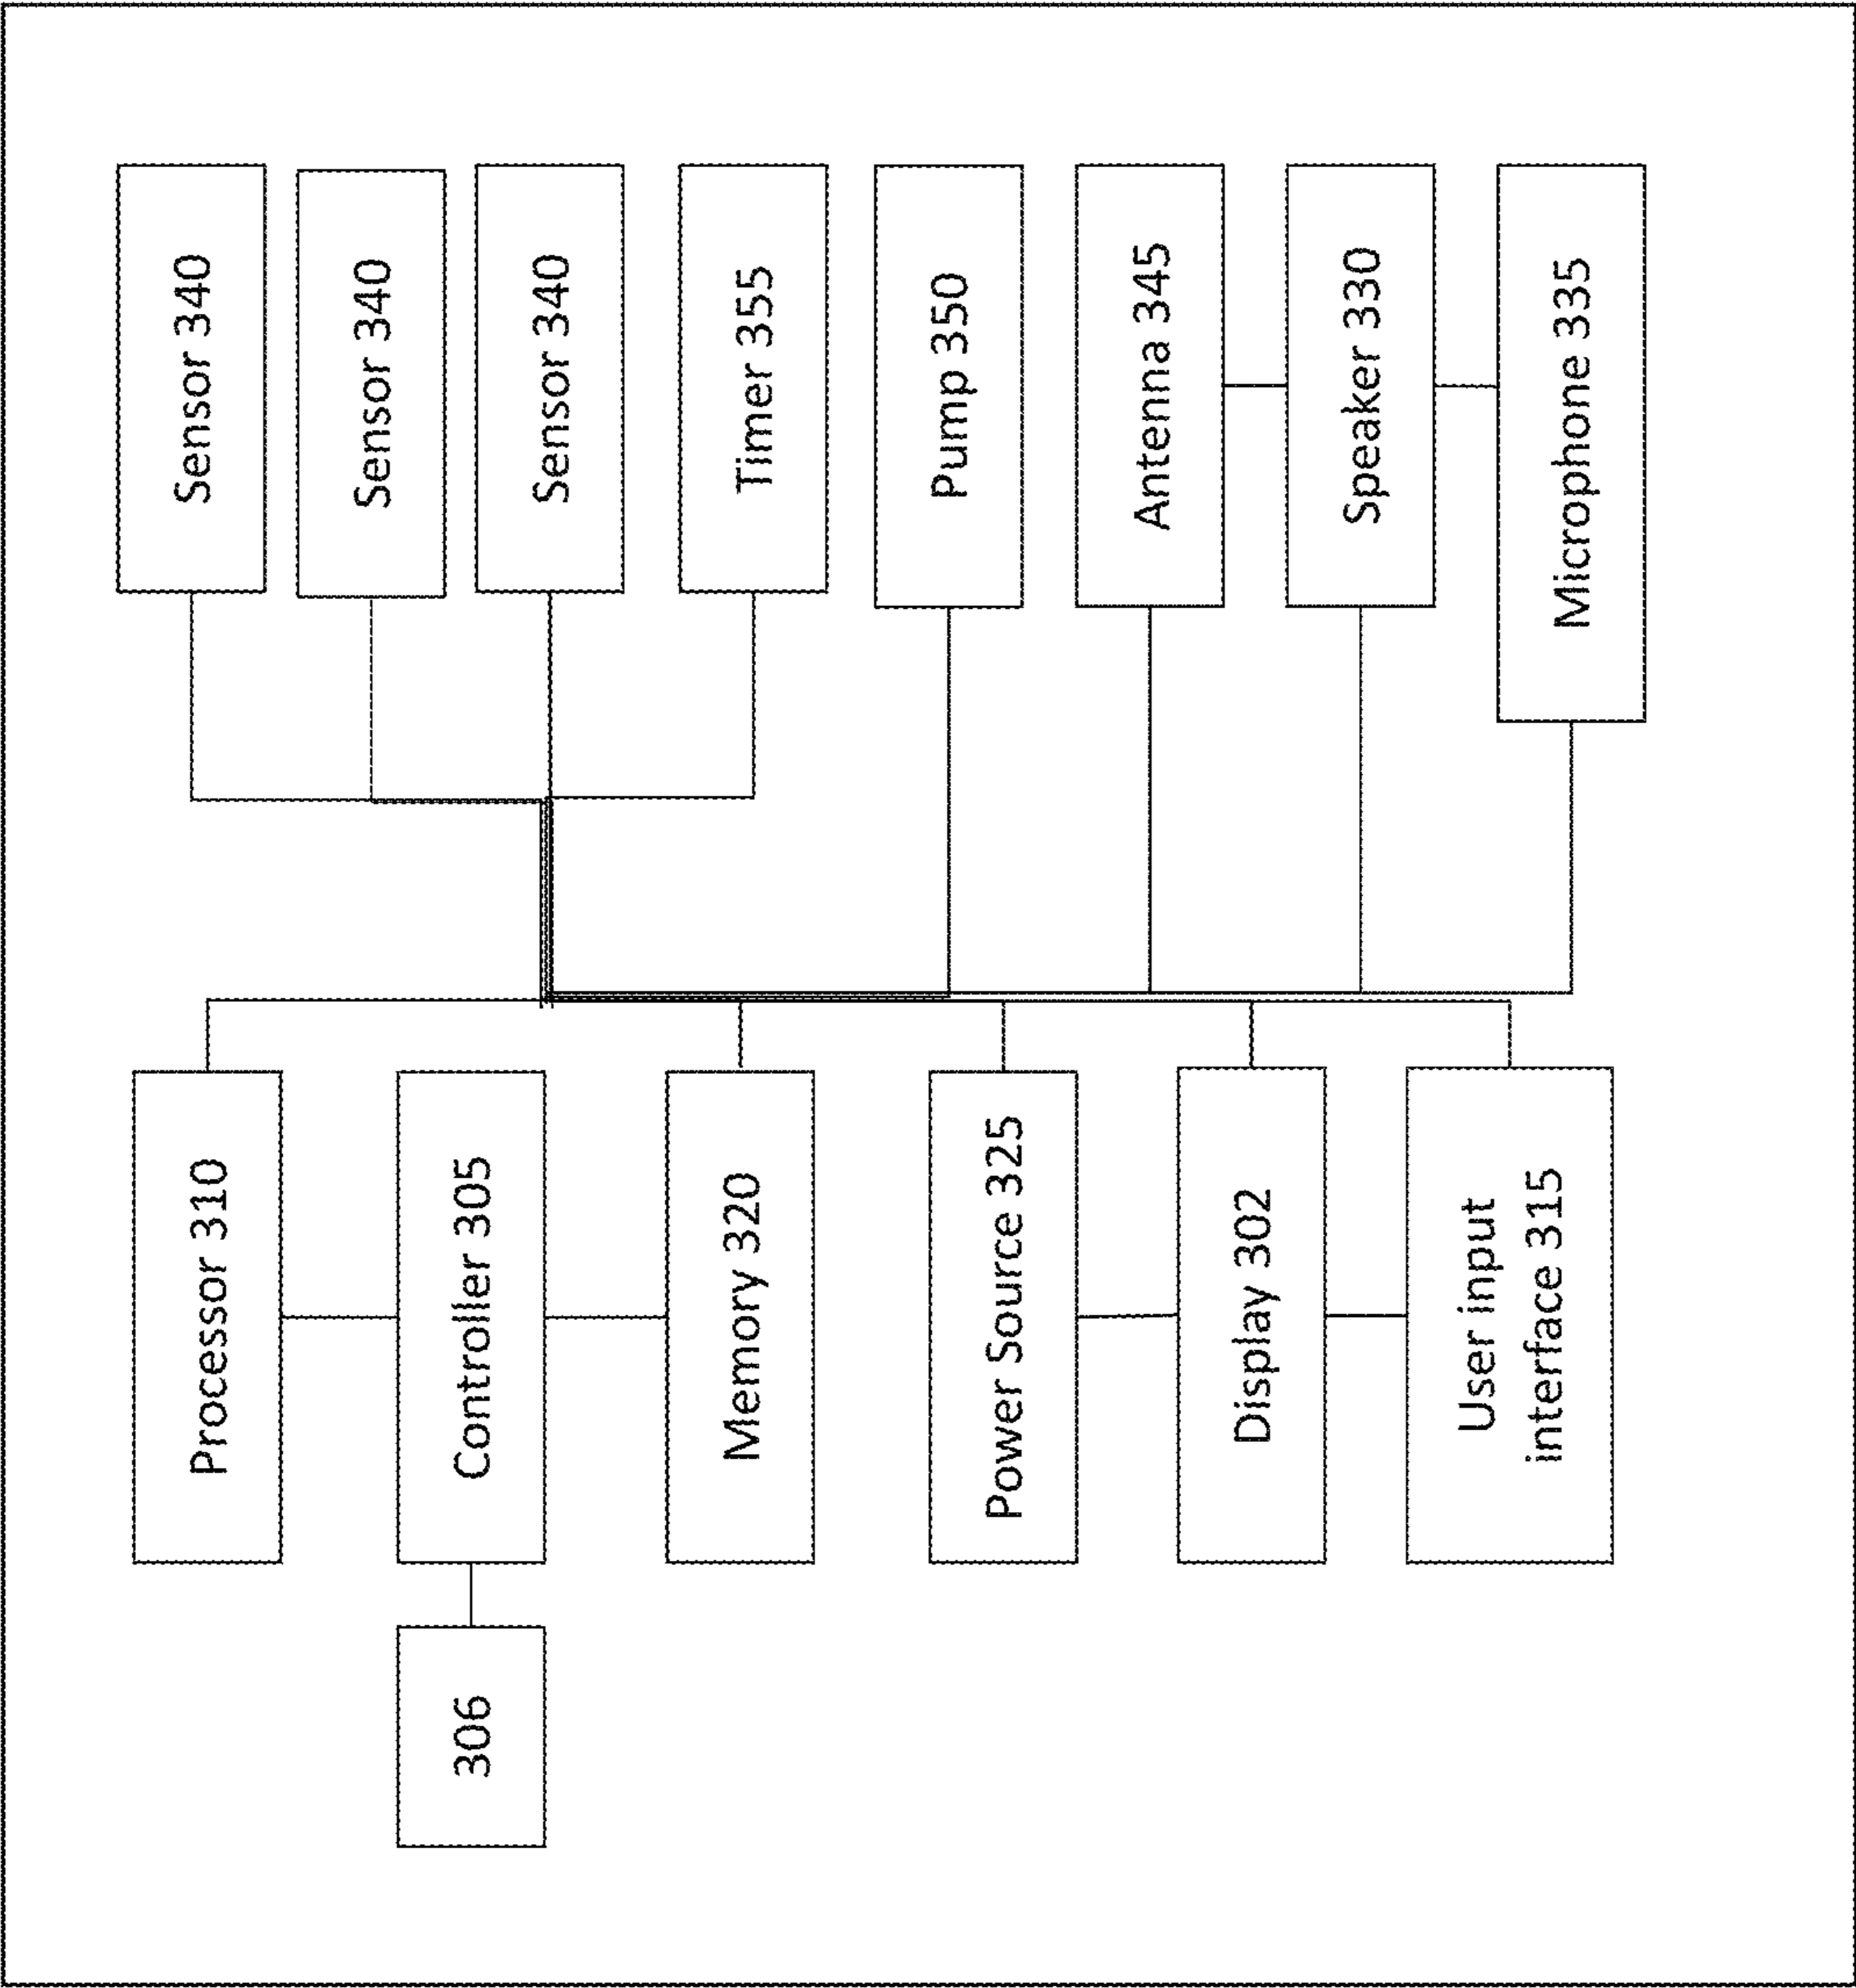 306
Processor 310
Controller 305
Memory 320
Power Source 325
Display 302
User input
interface 315
Sensor 340
Sensor 340
Sensor 340
Timer 355
Pump 350
Antenna 345
Speaker 330
Microphone 335